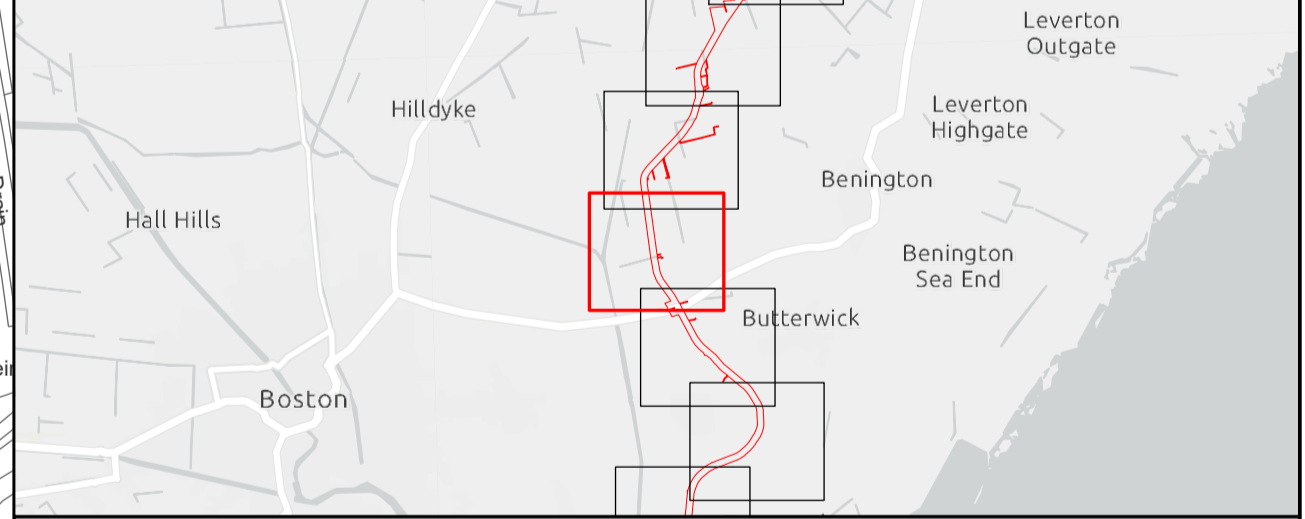 Leverton
Outgate
Hilldyke
Leverton
Highgate
Benington
Hall Hills
Benington
Sea End
Butterwick
Boston